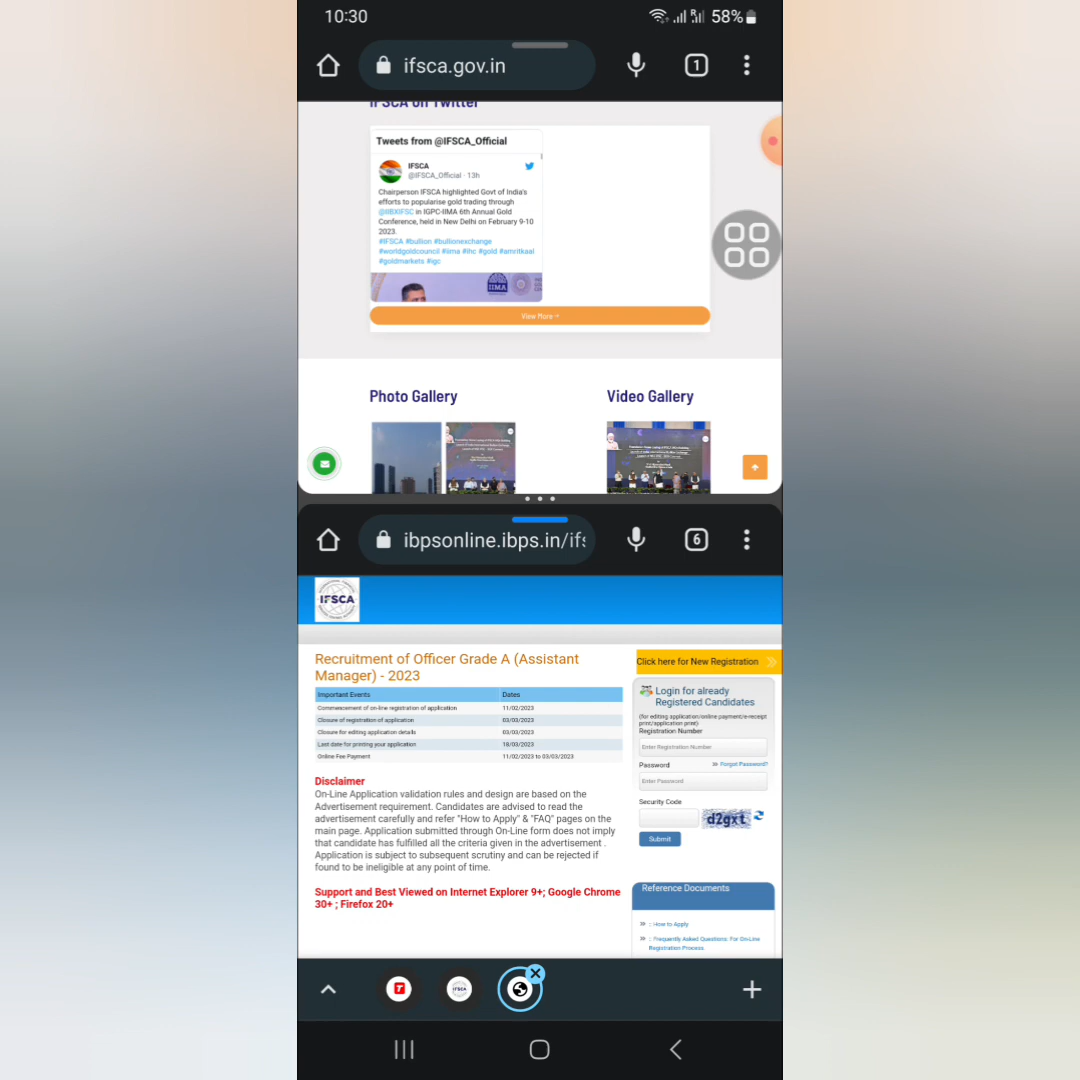 10:30
58%
1
ifsca.gov.in
IFSCA on Twitter
Tweets from @IFSCA_Official
IFSCA
@IFSCA_Official · 13h
Chairperson IFSCA highlighted Govt of India's
efforts to popularise gold trading through
@IIBXIFSC in IGPC-IIMA 6th Annual Gold
Conference, held in New Delhi on February 9-10
2023.
#IFSCA #bullion #bullionexchange
#worldgoldcouncil #iima #ihc #gold #amritkaal
#goldmarkets #igc
IIMA
View More
Photo Gallery
Video Gallery
ibpsonline.ibps.in/ifs
6
IFSCA
Recruitment of Officer Grade A (Assistant
Manager) - 2023
Important Events Dates
Commencement of on-line registration of application 11/02/2023
Closure of registration of application 03/03/2023
Closure for editing application details 03/03/2023
Last date for printing your application 18/03/2023
Online Fee Payment 11/02/2023 to 03/03/2023
Disclaimer
On-Line Application validation rules and design are based on the
Advertisement requirement. Candidates are advised to read the
advertisement carefully and refer "How to Apply" & "FAQ" pages on the
main page. Application submitted through On-Line form does not imply
that candidate has fulfilled all the criteria given in the advertisement .
Application is subject to subsequent scrutiny and can be rejected if
found to be ineligible at any point of time.
Support and Best Viewed on Internet Explorer 9+; Google Chrome
30+ ; Firefox 20+
Click here for New Registration
Login for already
Registered Candidates
(for editing application/online payment/e-receipt
print/application print)
Registration Number
Enter Registration Number
Password
Forgot Password?
Enter Password
Security Code
d2gxt
Submit
Reference Documents
: How to Apply
: Frequently Asked Questions: For On-Line
Registration Process.
IFSCA